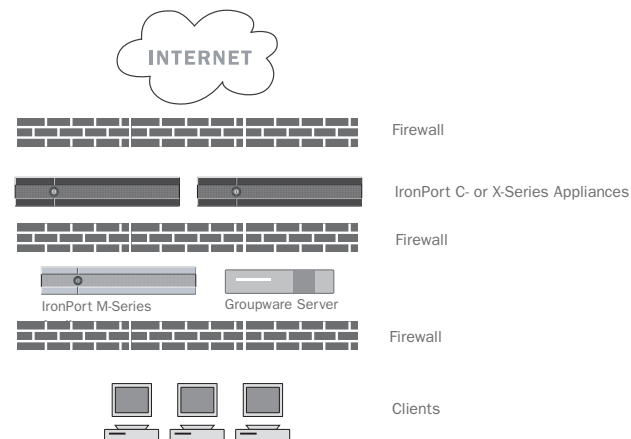 INTERNET
Firewall
IronPort C- or X-Series Appliances
Firewall
IronPort M-Series
Groupware Server
Firewall
Clients